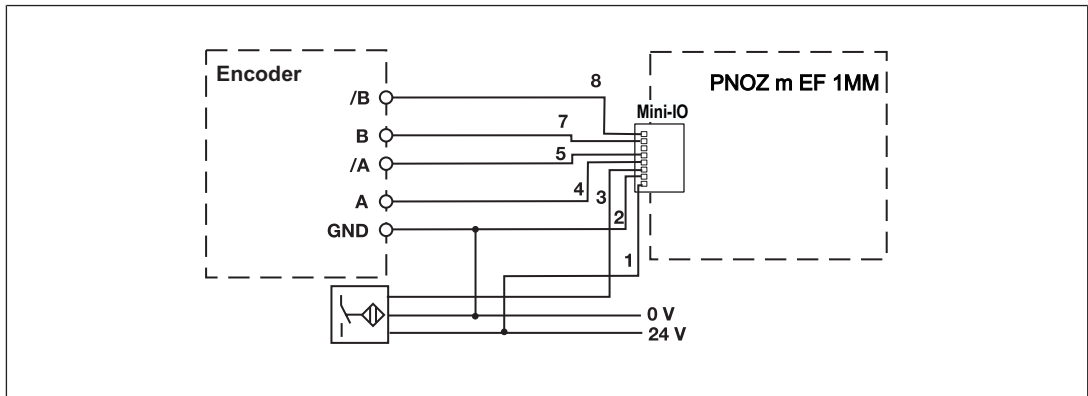 Encoder
PNOZ m EF 1MM
Mini-IO
/B
8
B
7
/A
5
A
4
3
GND
2
1
0 V
24 V